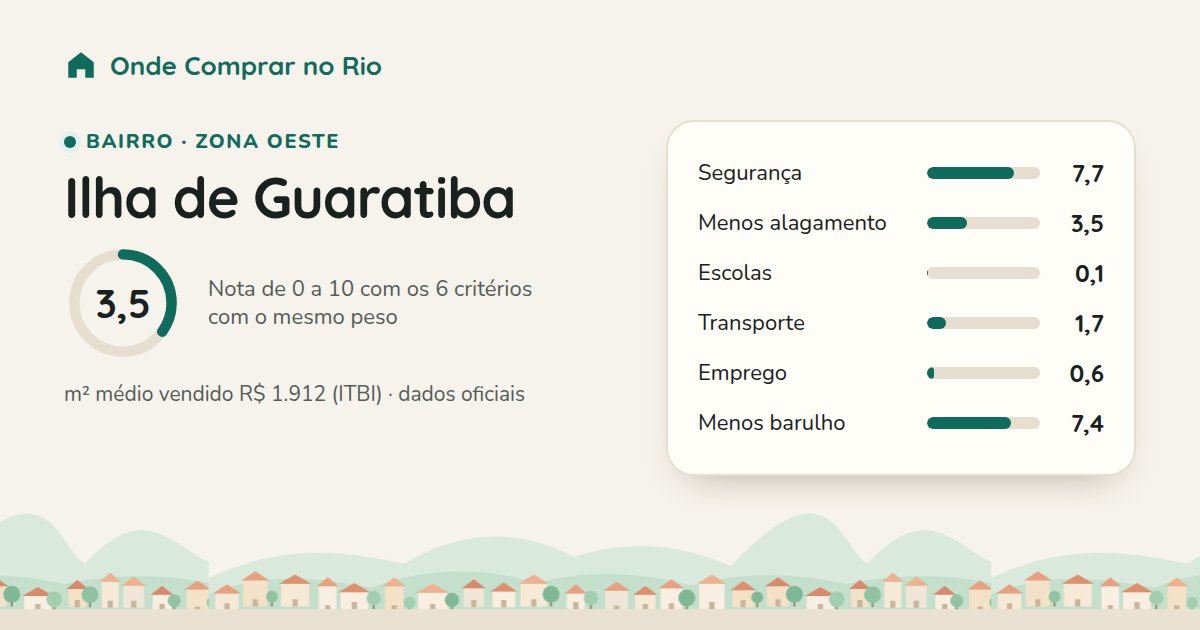 Onde Comprar no Rio
BAIRRO · ZONA OESTE
Ilha de Guaratiba
3,5
Nota de 0 a 10 com os 6 critérios
com o mesmo peso
m² médio vendido R$ 1.912 (ITBI) · dados oficiais
Segurança 7,7
Menos alagamento 3,5
Escolas 0,1
Transporte 1,7
Emprego 0,6
Menos barulho 7,4